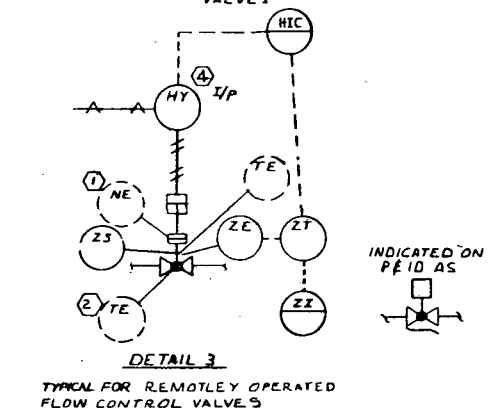 VALVES
HIC
4
I/P
HY
TE
1
NE
ZS
ZE
ZT
INDICATED ON
P&ID AS
2
TE
ZI
DETAIL 3
TYPICAL FOR REMOTLEY OPERATED
FLOW CONTROL VALVES